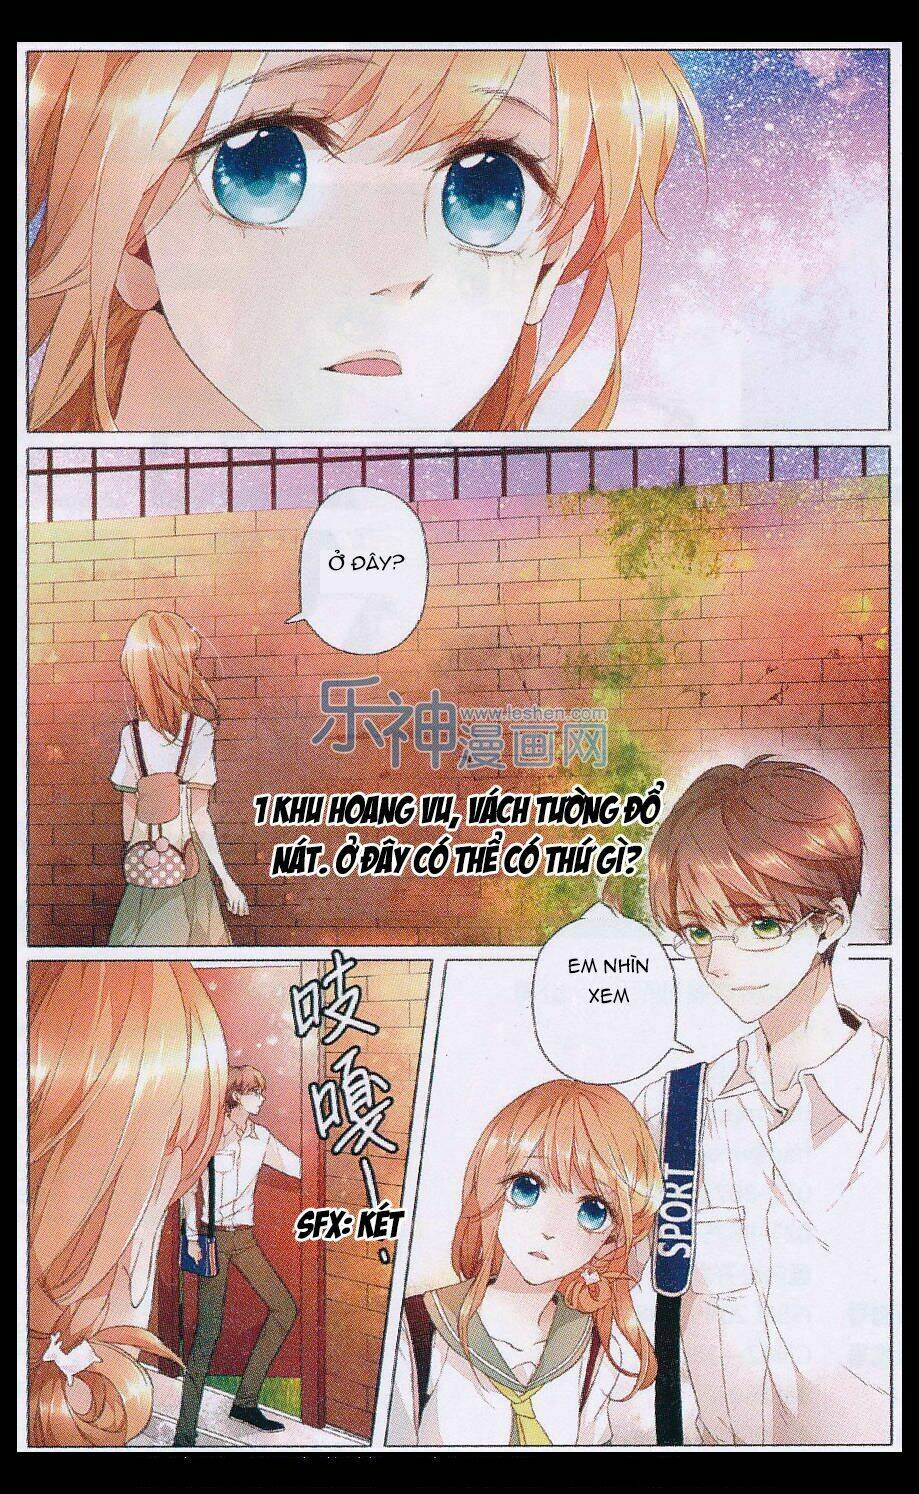 Ở ĐÂY?
乐神漫画网
www.leshen.com
1 KHU HOANG VU, VÁCH TƯỜNG ĐỔ
NÁT. Ở ĐÂY CÓ THỂ CÓ THỨ GÌ?
吱嘎—
SFX: KÉT
EM NHÌN
XEM
SPORT